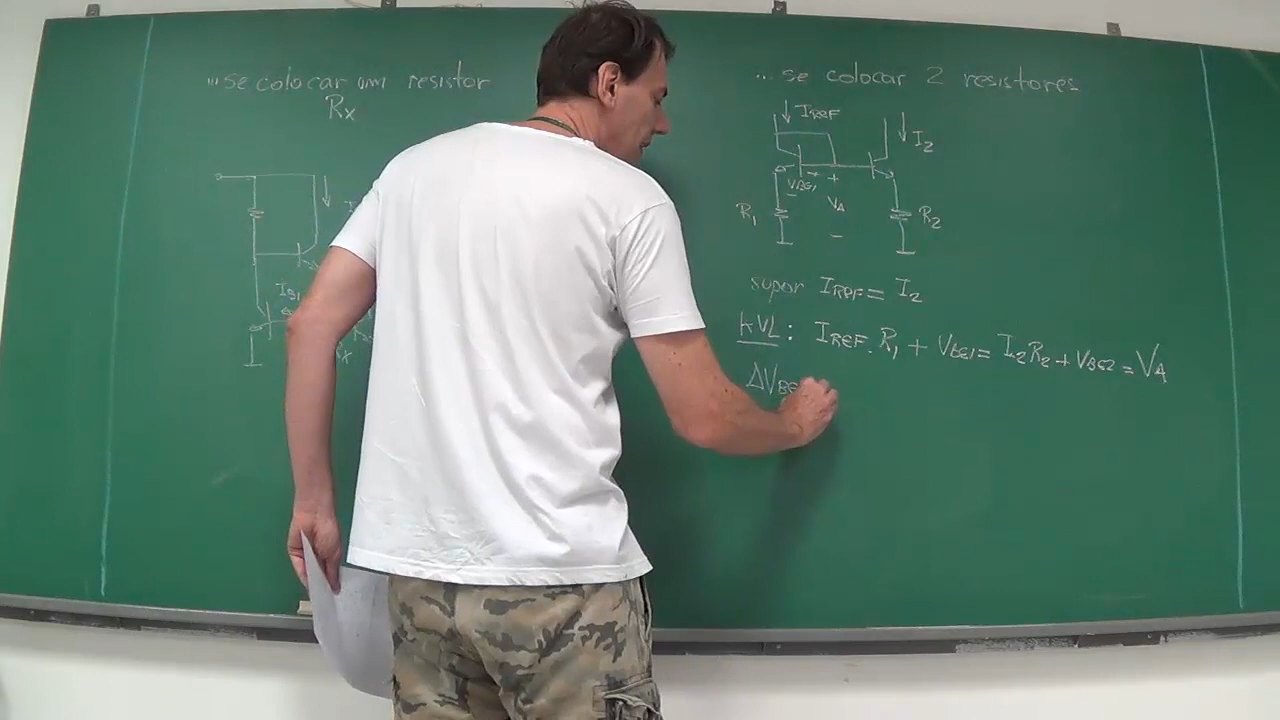 ...se colocar um resistor
Rx
IB1
... se colocar 2 resistores
IREF
I2
VBE1
+
-
R1
VA
-
R2
supor IREF = I2
KVL: IREF.R1 + VBE1 = I2R2 + VBE2 = VA
ΔVBE